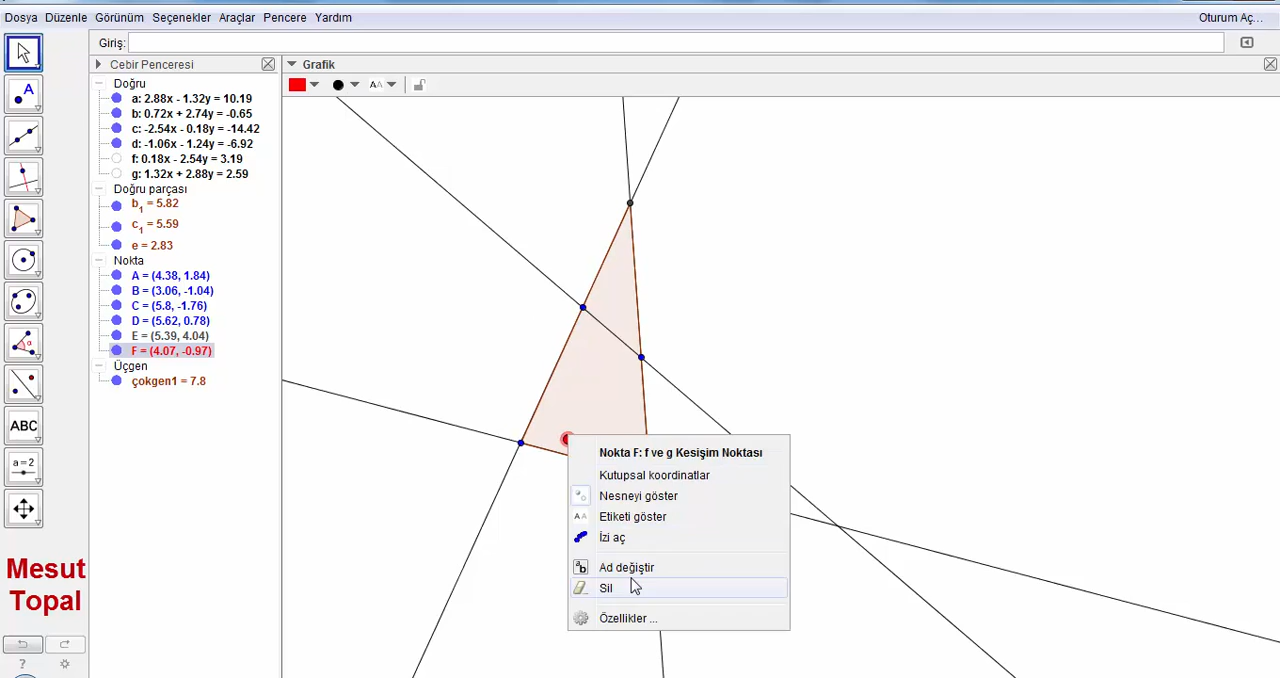 Dosya Düzenle Görünüm Seçenekler Araçlar Pencere Yardım Oturum Aç...
Giriş:
Cebir Penceresi
Grafik
AA
Doğru
a: 2.88x - 1.32y = 10.19
b: 0.72x + 2.74y = -0.65
c: -2.54x - 0.18y = -14.42
d: -1.06x - 1.24y = -6.92
f: 0.18x - 2.54y = 3.19
g: 1.32x + 2.88y = 2.59
Doğru parçası
b1 = 5.82
c1 = 5.59
e = 2.83
Nokta
A = (4.38, 1.84)
B = (3.06, -1.04)
C = (5.8, -1.76)
D = (5.62, 0.78)
E = (5.39, 4.04)
F = (4.07, -0.97)
Üçgen
çokgen1 = 7.8
A
α
ABC
a=2
Mesut
Topal
?
Nokta F: f ve g Kesişim Noktası
Kutupsal koordinatlar
Nesneyi göster
AA Etiketi göster
İzi aç
ab Ad değiştir
Sil
Özellikler ...